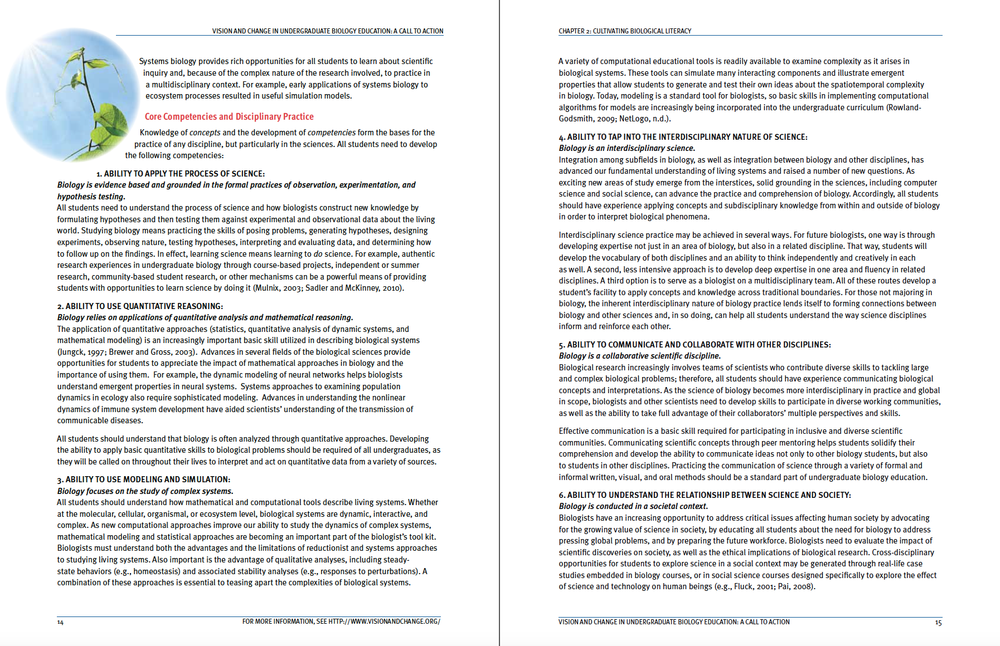 VISION AND CHANGE IN UNDERGRADUATE BIOLOGY EDUCATION: A CALL TO ACTION
Systems biology provides rich opportunities for all students to learn about scientific
inquiry and, because of the complex nature of the research involved, to practice in
a multidisciplinary context. For example, early applications of systems biology to
ecosystem processes resulted in useful simulation models.
Core Competencies and Disciplinary Practice
Knowledge of concepts and the development of competencies form the bases for the
practice of any discipline, but particularly in the sciences. All students need to develop
the following competencies:
1. ABILITY TO APPLY THE PROCESS OF SCIENCE:
Biology is evidence based and grounded in the formal practices of observation, experimentation, and
hypothesis testing.
All students need to understand the process of science and how biologists construct new knowledge by
formulating hypotheses and then testing them against experimental and observational data about the living
world. Studying biology means practicing the skills of posing problems, generating hypotheses, designing
experiments, observing nature, testing hypotheses, interpreting and evaluating data, and determining how
to follow up on the findings. In effect, learning science means learning to do science. For example, authentic
research experiences in undergraduate biology through course-based projects, independent or summer
research, community-based student research, or other mechanisms can be a powerful means of providing
students with opportunities to learn science by doing it (Mulnix, 2003; Sadler and McKinney, 2010).
2. ABILITY TO USE QUANTITATIVE REASONING:
Biology relies on applications of quantitative analysis and mathematical reasoning.
The application of quantitative approaches (statistics, quantitative analysis of dynamic systems, and
mathematical modeling) is an increasingly important basic skill utilized in describing biological systems
(Jungck, 1997; Brewer and Gross, 2003). Advances in several fields of the biological sciences provide
opportunities for students to appreciate the impact of mathematical approaches in biology and the
importance of using them. For example, the dynamic modeling of neural networks helps biologists
understand emergent properties in neural systems. Systems approaches to examining population
dynamics in ecology also require sophisticated modeling. Advances in understanding the nonlinear
dynamics of immune system development have aided scientists' understanding of the transmission of
communicable diseases.
All students should understand that biology is often analyzed through quantitative approaches. Developing
the ability to apply basic quantitative skills to biological problems should be required of all undergraduates, as
they will be called on throughout their lives to interpret and act on quantitative data from a variety of sources.
3. ABILITY TO USE MODELING AND SIMULATION:
Biology focuses on the study of complex systems.
All students should understand how mathematical and computational tools describe living systems. Whether
at the molecular, cellular, organismal, or ecosystem level, biological systems are dynamic, interactive, and
complex. As new computational approaches improve our ability to study the dynamics of complex systems,
mathematical modeling and statistical approaches are becoming an important part of the biologist's tool kit.
Biologists must understand both the advantages and the limitations of reductionist and systems approaches
to studying living systems. Also important is the advantage of qualitative analyses, including steady-
state behaviors (e.g., homeostasis) and associated stability analyses (e.g., responses to perturbations). A
combination of these approaches is essential to teasing apart the complexities of biological systems.
14
FOR MORE INFORMATION, SEE HTTP://WWW.VISIONANDCHANGE.ORG/
CHAPTER 2: CULTIVATING BIOLOGICAL LITERACY
A variety of computational educational tools is readily available to examine complexity as it arises in
biological systems. These tools can simulate many interacting components and illustrate emergent
properties that allow students to generate and test their own ideas about the spatiotemporal complexity
in biology. Today, modeling is a standard tool for biologists, so basic skills in implementing computational
algorithms for models are increasingly being incorporated into the undergraduate curriculum (Rowland-
Godsmith, 2009; NetLogo, n.d.).
4. ABILITY TO TAP INTO THE INTERDISCIPLINARY NATURE OF SCIENCE:
Biology is an interdisciplinary science.
Integration among subfields in biology, as well as integration between biology and other disciplines, has
advanced our fundamental understanding of living systems and raised a number of new questions. As
exciting new areas of study emerge from the interstices, solid grounding in the sciences, including computer
science and social science, can advance the practice and comprehension of biology. Accordingly, all students
should have experience applying concepts and subdisciplinary knowledge from within and outside of biology
in order to interpret biological phenomena.
Interdisciplinary science practice may be achieved in several ways. For future biologists, one way is through
developing expertise not just in an area of biology, but also in a related discipline. That way, students will
develop the vocabulary of both disciplines and an ability to think independently and creatively in each
as well. A second, less intensive approach is to develop deep expertise in one area and fluency in related
disciplines. A third option is to serve as a biologist on a multidisciplinary team. All of these routes develop a
student's facility to apply concepts and knowledge across traditional boundaries. For those not majoring in
biology, the inherent interdisciplinary nature of biology practice lends itself to forming connections between
biology and other sciences and, in so doing, can help all students understand the way science disciplines
inform and reinforce each other.
5. ABILITY TO COMMUNICATE AND COLLABORATE WITH OTHER DISCIPLINES:
Biology is a collaborative scientific discipline.
Biological research increasingly involves teams of scientists who contribute diverse skills to tackling large
and complex biological problems; therefore, all students should have experience communicating biological
concepts and interpretations. As the science of biology becomes more interdisciplinary in practice and global
in scope, biologists and other scientists need to develop skills to participate in diverse working communities,
as well as the ability to take full advantage of their collaborators' multiple perspectives and skills.
Effective communication is a basic skill required for participating in inclusive and diverse scientific
communities. Communicating scientific concepts through peer mentoring helps students solidify their
comprehension and develop the ability to communicate ideas not only to other biology students, but also
to students in other disciplines. Practicing the communication of science through a variety of formal and
informal written, visual, and oral methods should be a standard part of undergraduate biology education.
6. ABILITY TO UNDERSTAND THE RELATIONSHIP BETWEEN SCIENCE AND SOCIETY:
Biology is conducted in a societal context.
Biologists have an increasing opportunity to address critical issues affecting human society by advocating
for the growing value of science in society, by educating all students about the need for biology to address
pressing global problems, and by preparing the future workforce. Biologists need to evaluate the impact of
scientific discoveries on society, as well as the ethical implications of biological research. Cross-disciplinary
opportunities for students to explore science in a social context may be generated through real-life case
studies embedded in biology courses, or in social science courses designed specifically to explore the effect
of science and technology on human beings (e.g., Fluck, 2001; Pai, 2008).
VISION AND CHANGE IN UNDERGRADUATE BIOLOGY EDUCATION: A CALL TO ACTION
15